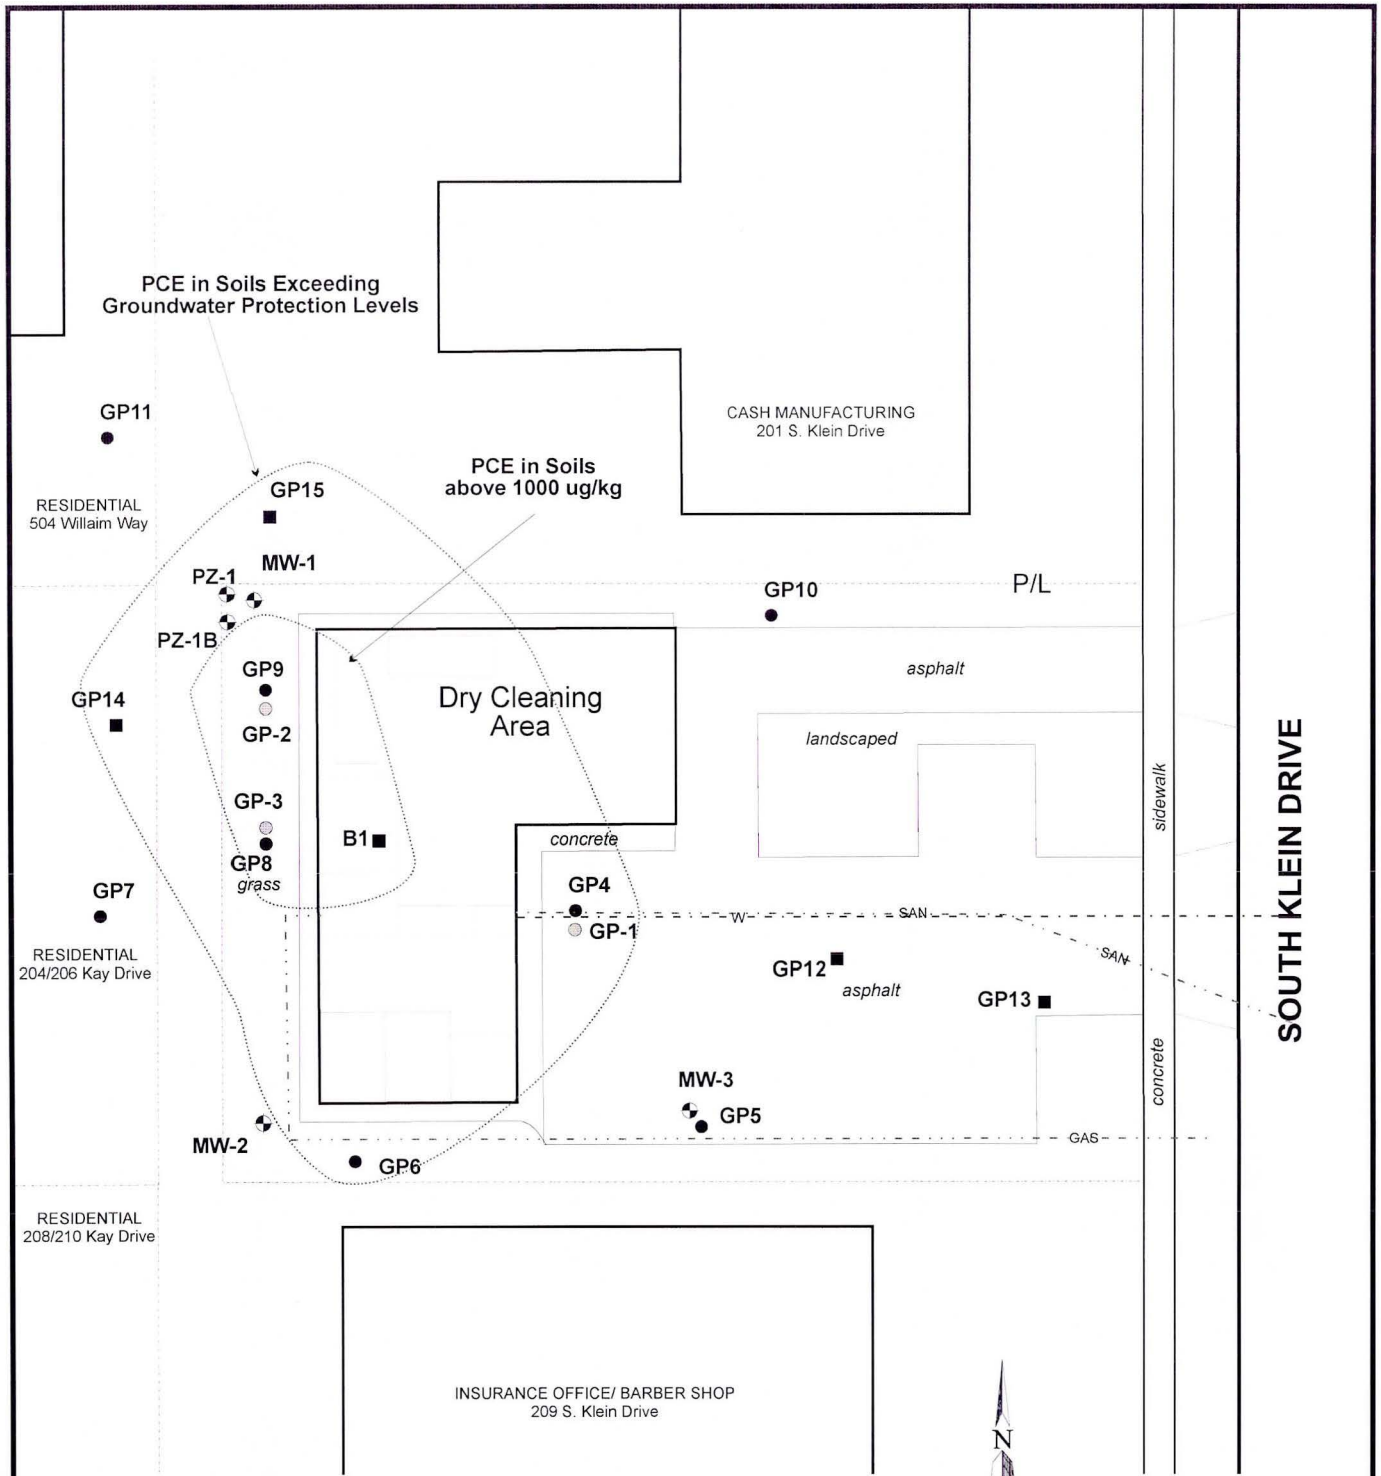 PCE in Soils Exceeding
Groundwater Protection Levels
GP11
CASH MANUFACTURING
201 S. Klein Drive
PCE in Soils
above 1000 ug/kg
GP15
RESIDENTIAL
504 Willaim Way
MW-1
PZ-1
P/L
GP10
PZ-1B
GP9
asphalt
Dry Cleaning
Area
GP14
GP-2
landscaped
SOUTH KLEIN DRIVE
sidewalk
GP-3
B1
concrete
GP8
grass
GP4
GP7
W
SAN
GP-1
RESIDENTIAL
204/206 Kay Drive
SAN
GP12
asphalt
GP13
concrete
MW-3
GP5
MW-2
GAS
GP6
RESIDENTIAL
208/210 Kay Drive
INSURANCE OFFICE/ BARBER SHOP
209 S. Klein Drive
N